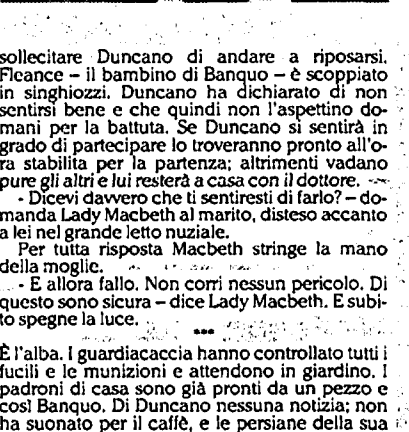 sollecitare Duncano di andare a riposarsi.
Fleance – il bambino di Banquo – è scoppiato
in singhiozzi. Duncano ha dichiarato di non
sentirsi bene e che quindi non l'aspettino do-
mani per la battuta. Se Duncano si sentirà in
grado di partecipare lo troveranno pronto all'o-
ra stabilita per la partenza; altrimenti vadano
pure gli altri e lui resterà a casa con il dottore.
- Dicevi davvero che ti sentiresti di farlo? – do-
manda Lady Macbeth al marito, disteso accanto
a lei nel grande letto nuziale.
Per tutta risposta Macbeth stringe la mano
della moglie.
- E allora fallo. Non corri nessun pericolo. Di
questo sono sicura – dice Lady Macbeth. E subi-
to spegne la luce.
***
È l'alba. I guardiacaccia hanno controllato tutti i
fucili e le munizioni e attendono in giardino. I
padroni di casa sono già pronti da un pezzo e
così Banquo. Di Duncano nessuna notizia; non
ha suonato per il caffè, e le persiane della sua